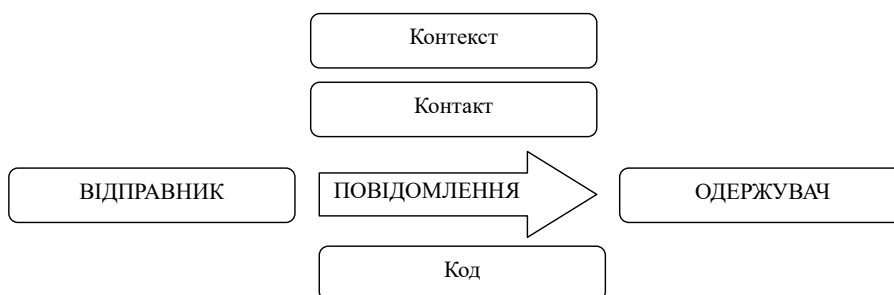 Контекст
Контакт
ВІДПРАВНИК
ПОВІДОМЛЕННЯ
ОДЕРЖУВАЧ
Код